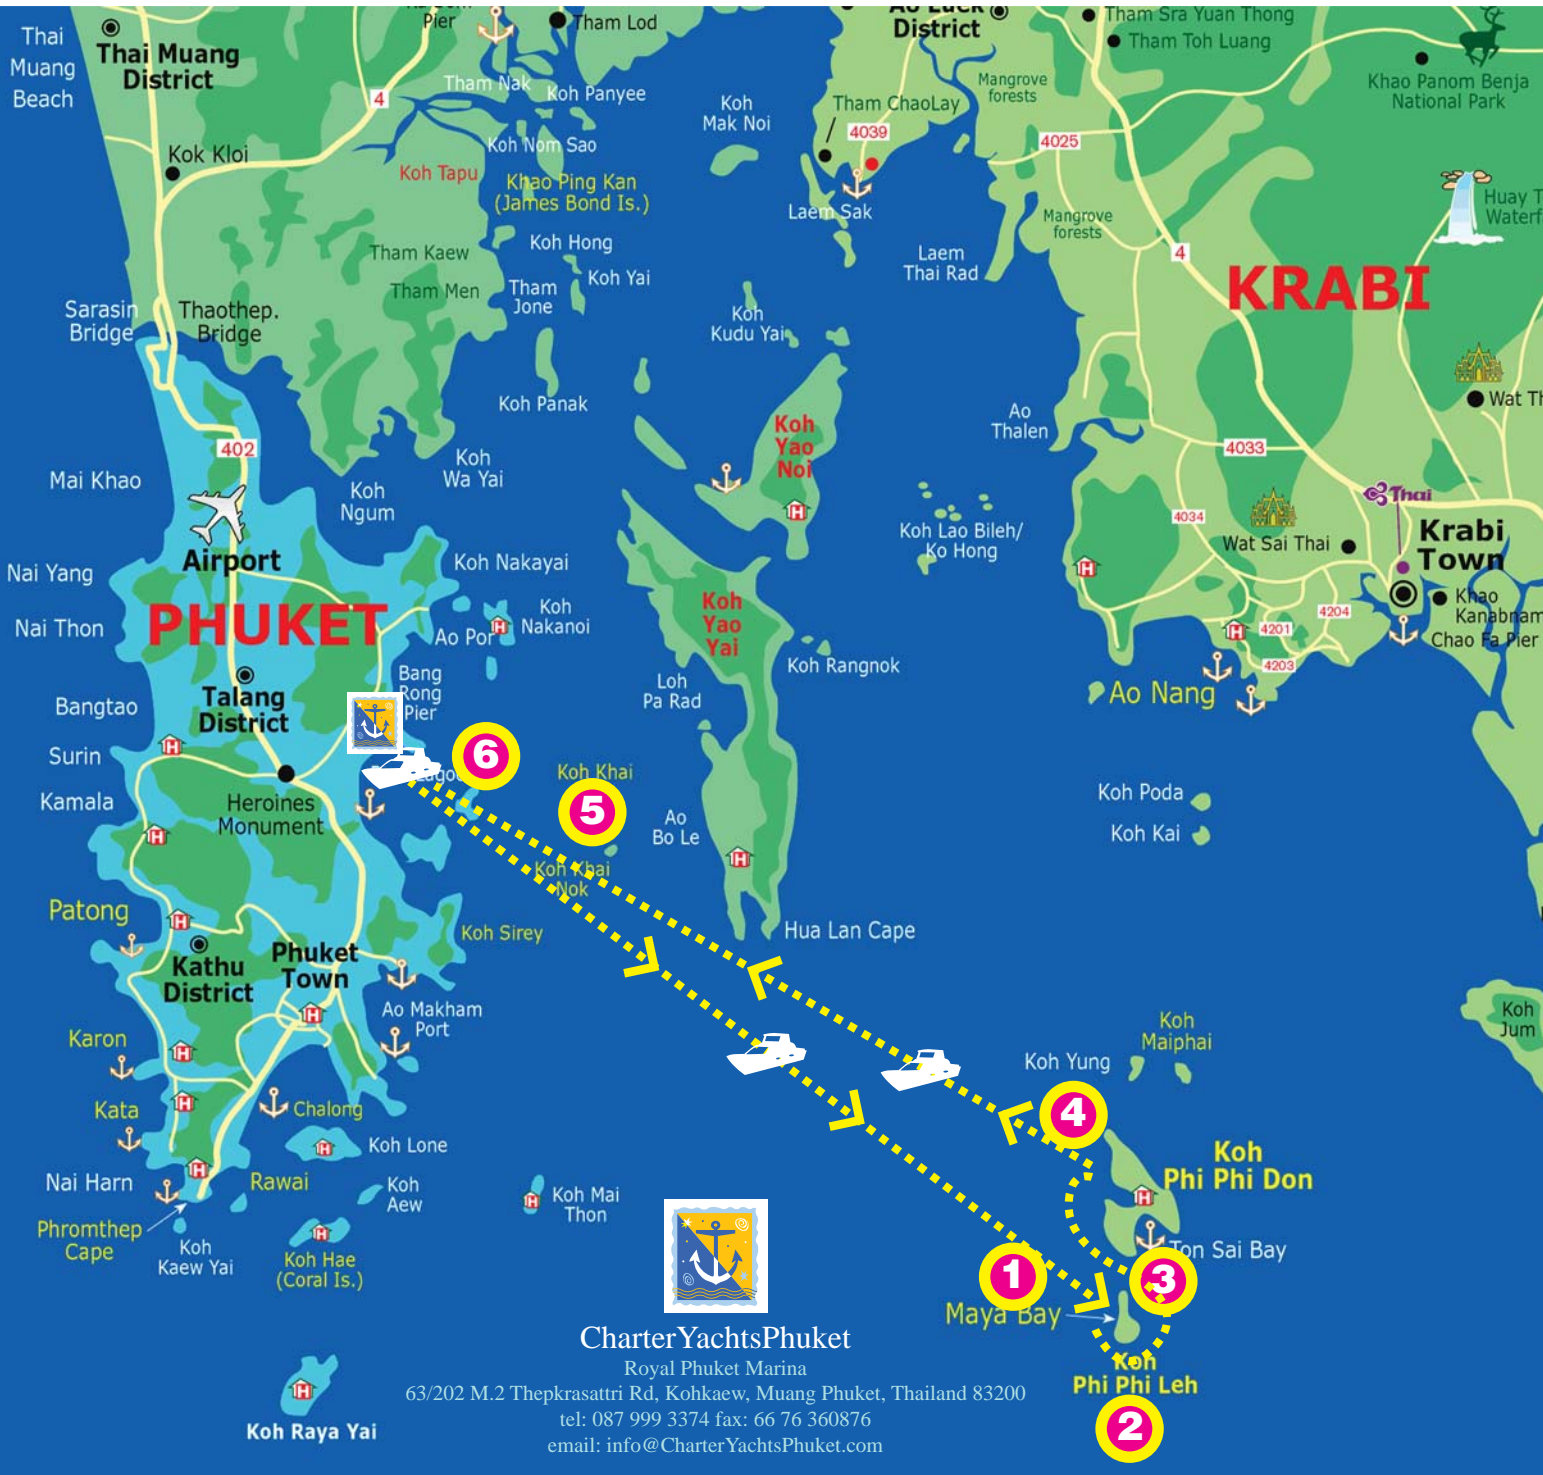 Thai
Muang
Beach
Thai Muang
District
Kok Kloi
4
Pier
Tham Lod
Tham Nak
Koh Panyee
Koh Nom Sao
Koh Tapu
Khao Ping Kan
(James Bond Is.)
Koh Hong
Koh Yai
Tham Kaew
Tham Men
Tham
Jone
Koh Panak
Koh
Mak Noi
Ao Luek
District
Tham ChaoLay
4039
Laem Sak
Laem
Thai Rad
Koh
Kudu Yai
Tham Sra Yuan Thong
Tham Toh Luang
Mangrove
forests
4025
Mangrove
forests
4
Khao Panom Benja
National Park
Huay T
Waterf
KRABI
Wat Th
Sarasin
Bridge
Thaothep.
Bridge
402
Mai Khao
Koh
Ngum
Koh
Wa Yai
Koh
Yao
Noi
Ao
Thalen
4033
4034
Thai
Koh Lao Bileh/
Ko Hong
Wat Sai Thai
Krabi
Town
Airport
Nai Yang
Koh Nakayai
Koh
Nakanoi
Ao Por
PHUKET
Nai Thon
Koh
Yao
Yai
Koh Rangnok
4201
4204
4203
Khao
Kanabnam
Chao Fa Pier
Ao Nang
Bang
Rong
Pier
Loh
Pa Rad
Talang
District
Bangtao
Surin
Kamala
Heroines
Monument
6
Koh Khai
5
Koh Khai
Nok
Ao
Bo Le
Koh Poda
Koh Kai
Patong
Kathu
District
Phuket
Town
Koh Sirey
Hua Lan Cape
Ao Makham
Port
Karon
Kata
Chalong
Koh Lone
Nai Harn
Rawai
Koh
Aew
Phromthep
Cape
Koh
Kaew Yai
Koh Hae
(Coral Is.)
Koh Mai
Thon
Koh
Maiphai
Koh Yung
Koh
Jum
4
Koh
Phi Phi Don
Ton Sai Bay
1
3
Maya Bay
Koh
Phi Phi Leh
2
Koh Raya Yai
CharterYachtsPhuket
Royal Phuket Marina
63/202 M.2 Thepkrasattri Rd, Kohkaew, Muang Phuket, Thailand 83200
tel: 087 999 3374 fax: 66 76 360876
email: info@CharterYachtsPhuket.com